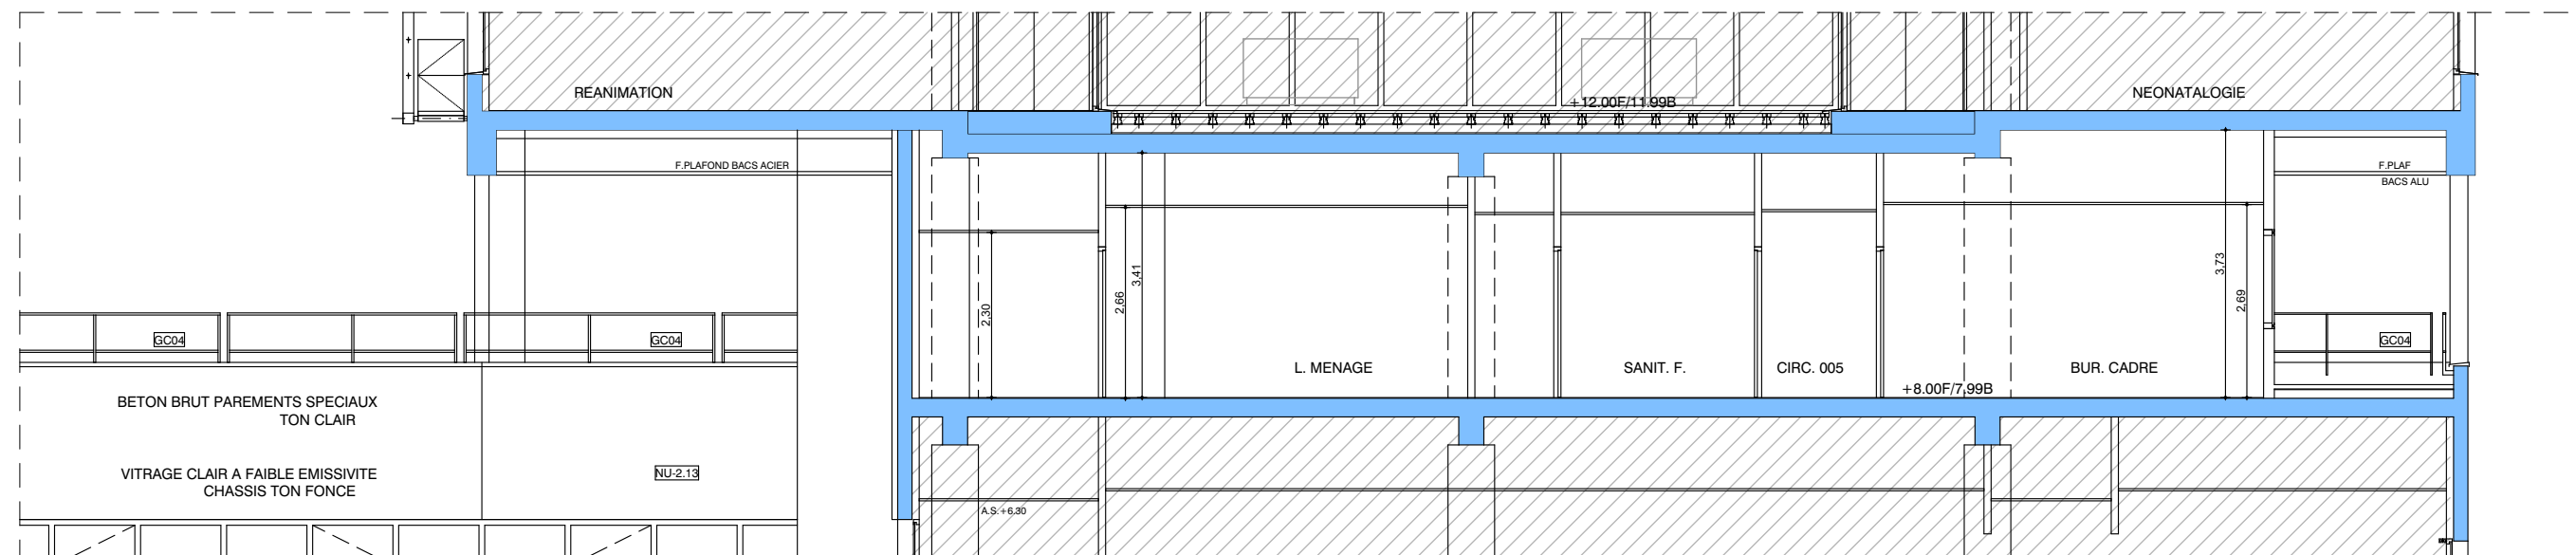 REANIMATION
NEONATALOGIE
+12.00F/11.99B
F.PLAFOND BACS ACIER
F.PLAF
BACS ALU
2,30
2,66
3,41
3,73
2,69
GC04
GC04
GC04
L. MENAGE
SANIT. F.
CIRC. 005
BUR. CADRE
+8.00F/7.99B
BETON BRUT PAREMENTS SPECIAUX
TON CLAIR
VITRAGE CLAIR A FAIBLE EMISSIVITE
CHASSIS TON FONCE
NU-2.13
A.S.+6.30